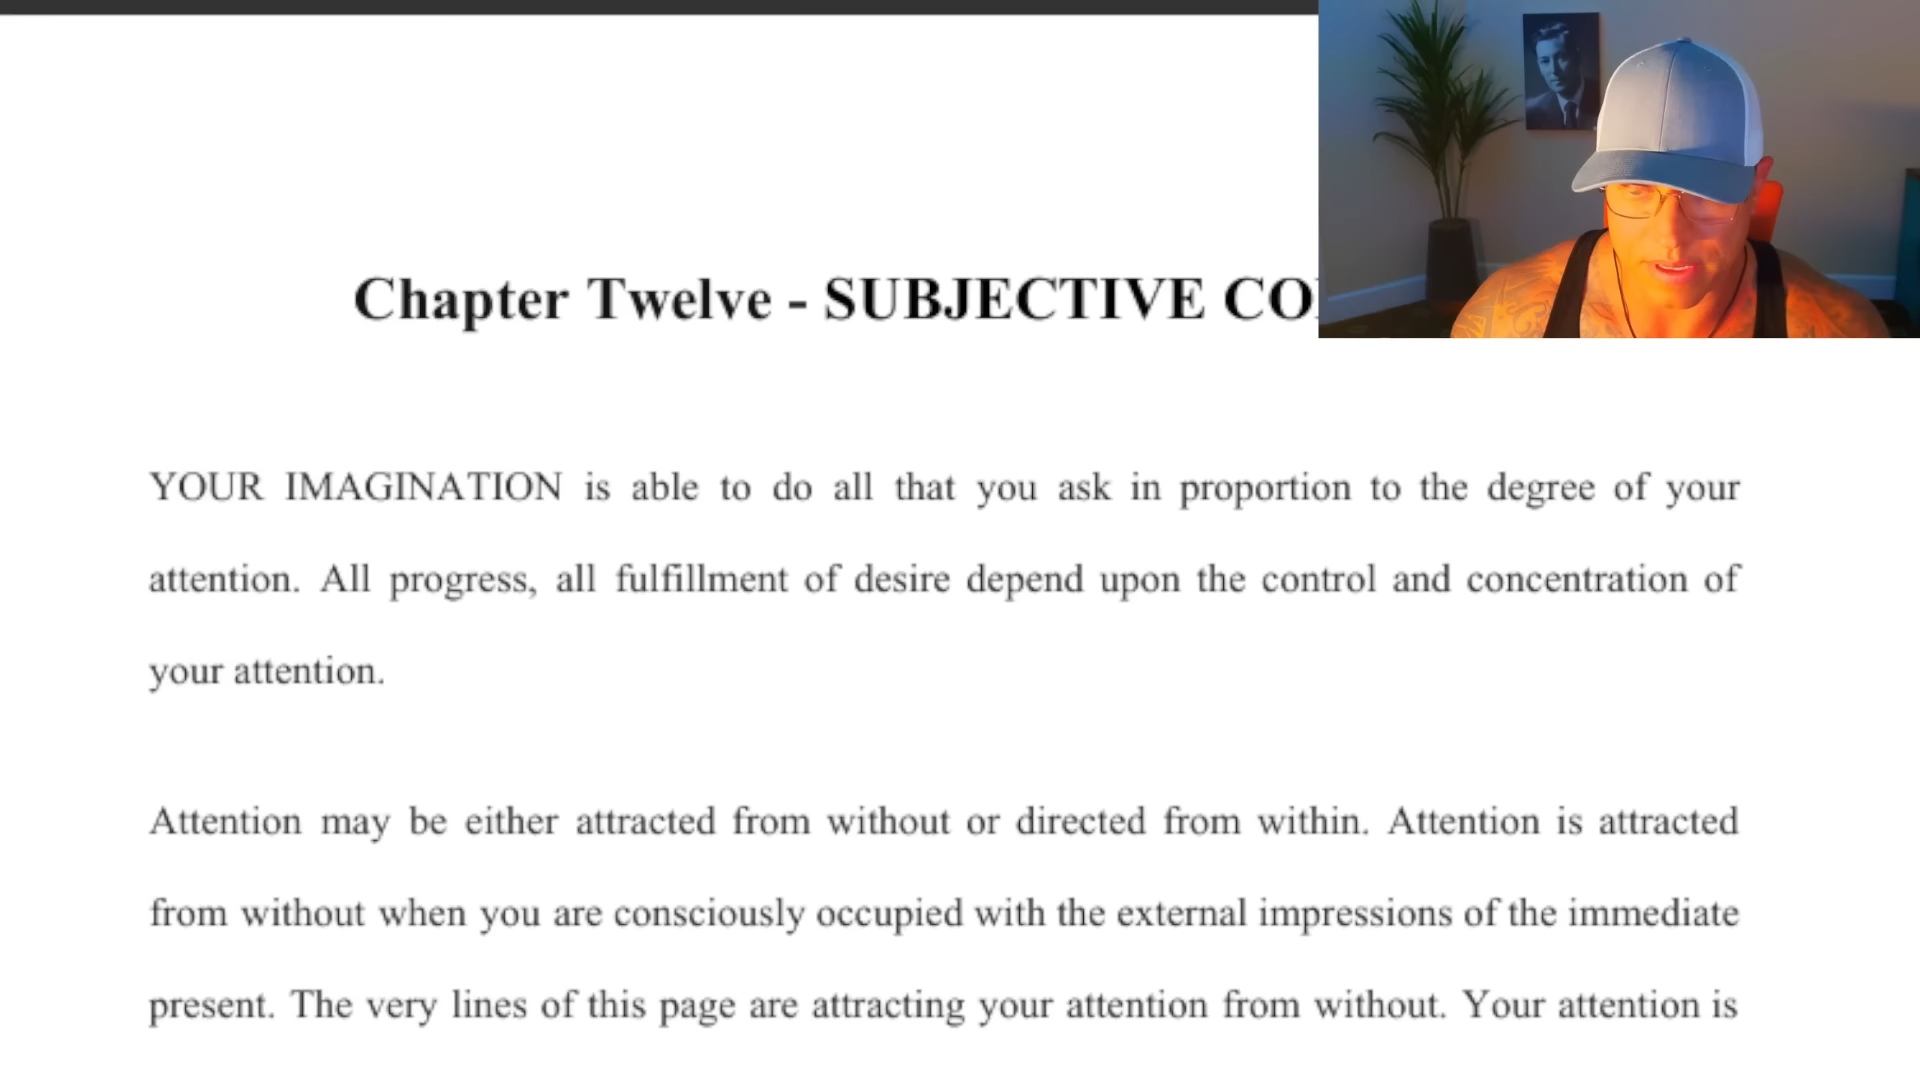 Chapter Twelve - SUBJECTIVE CO
YOUR IMAGINATION is able to do all that you ask in proportion to the degree of your
attention. All progress, all fulfillment of desire depend upon the control and concentration of
your attention.
Attention may be either attracted from without or directed from within. Attention is attracted
from without when you are consciously occupied with the external impressions of the immediate
present. The very lines of this page are attracting your attention from without. Your attention is